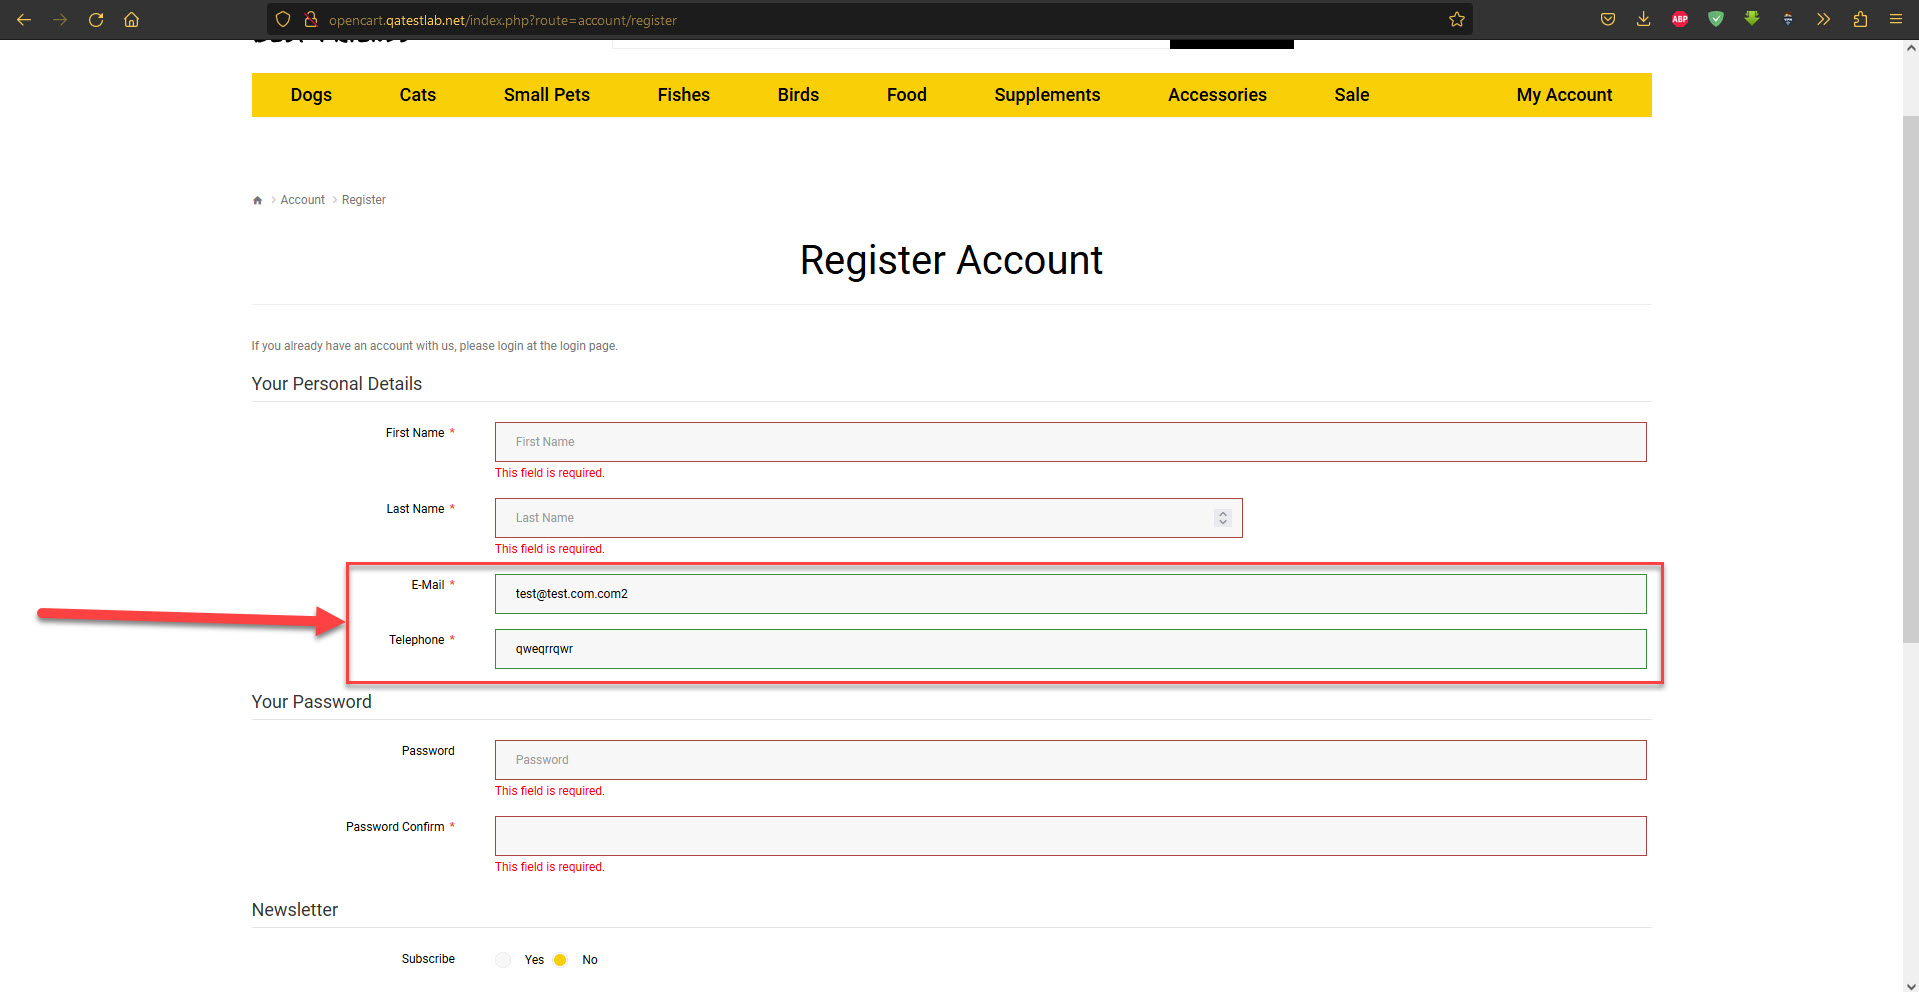 opencart.qatestlab.net/index.php?route=account/register
ABP
Dogs Cats Small Pets Fishes Birds Food Supplements Accessories Sale My Account
Account Register
Register Account
If you already have an account with us, please login at the login page.
Your Personal Details
First Name * First Name
This field is required.
Last Name * Last Name
This field is required.
E-Mail * test@test.com.com2
Telephone * qweqrrqwr
Your Password
Password Password
This field is required.
Password Confirm *
This field is required.
Newsletter
Subscribe Yes No